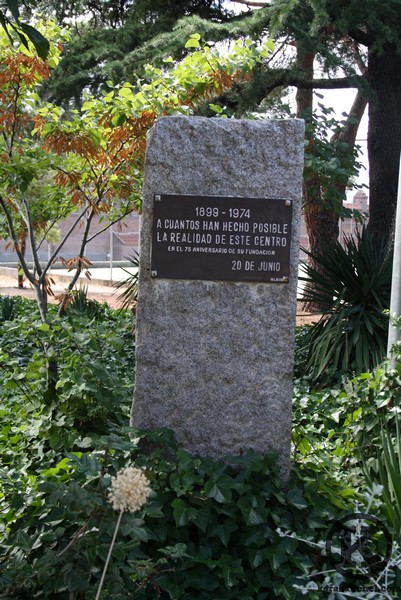 1899 - 1974
A CUANTOS HAN HECHO POSIBLE
LA REALIDAD DE ESTE CENTRO
EN EL 75 ANIVERSARIO DE SU FUNDACION
20 DE JUNIO